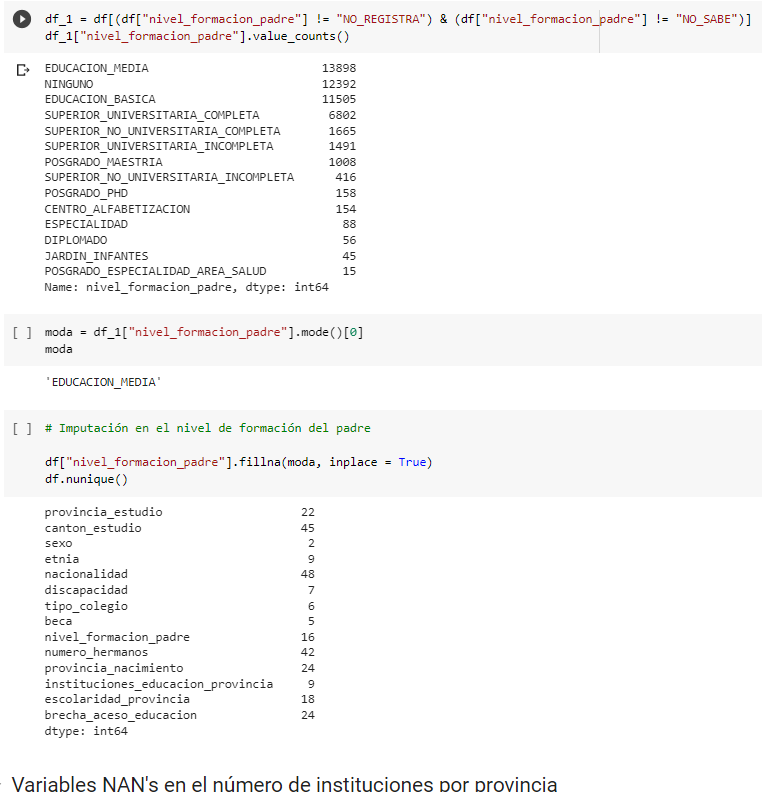 df_1 = df[(df["nivel_formacion_padre"] != "NO_REGISTRA") & (df["nivel_formacion_padre"] != "NO_SABE")]
df_1["nivel_formacion_padre"].value_counts()
EDUCACION_MEDIA 13898
NINGUNO 12392
EDUCACION_BASICA 11505
SUPERIOR_UNIVERSITARIA_COMPLETA 6802
SUPERIOR_NO_UNIVERSITARIA_COMPLETA 1665
SUPERIOR_UNIVERSITARIA_INCOMPLETA 1491
POSGRADO_MAESTRIA 1008
SUPERIOR_NO_UNIVERSITARIA_INCOMPLETA 416
POSGRADO_PHD 158
CENTRO_ALFABETIZACION 154
ESPECIALIDAD 88
DIPLOMADO 56
JARDIN_INFANTES 45
POSGRADO_ESPECIALIDAD_AREA_SALUD 15
Name: nivel_formacion_padre, dtype: int64
[ ] moda = df_1["nivel_formacion_padre"].mode()[0]
moda
'EDUCACION_MEDIA'
[ ] # Imputación en el nivel de formación del padre
df["nivel_formacion_padre"].fillna(moda, inplace = True)
df.nunique()
provincia_estudio 22
canton_estudio 45
sexo 2
etnia 9
nacionalidad 48
discapacidad 7
tipo_colegio 6
beca 5
nivel_formacion_padre 16
numero_hermanos 42
provincia_nacimiento 24
instituciones_educacion_provincia 9
escolaridad_provincia 18
brecha_aceso_educacion 24
dtype: int64
Variables NAN's en el número de instituciones por provincia